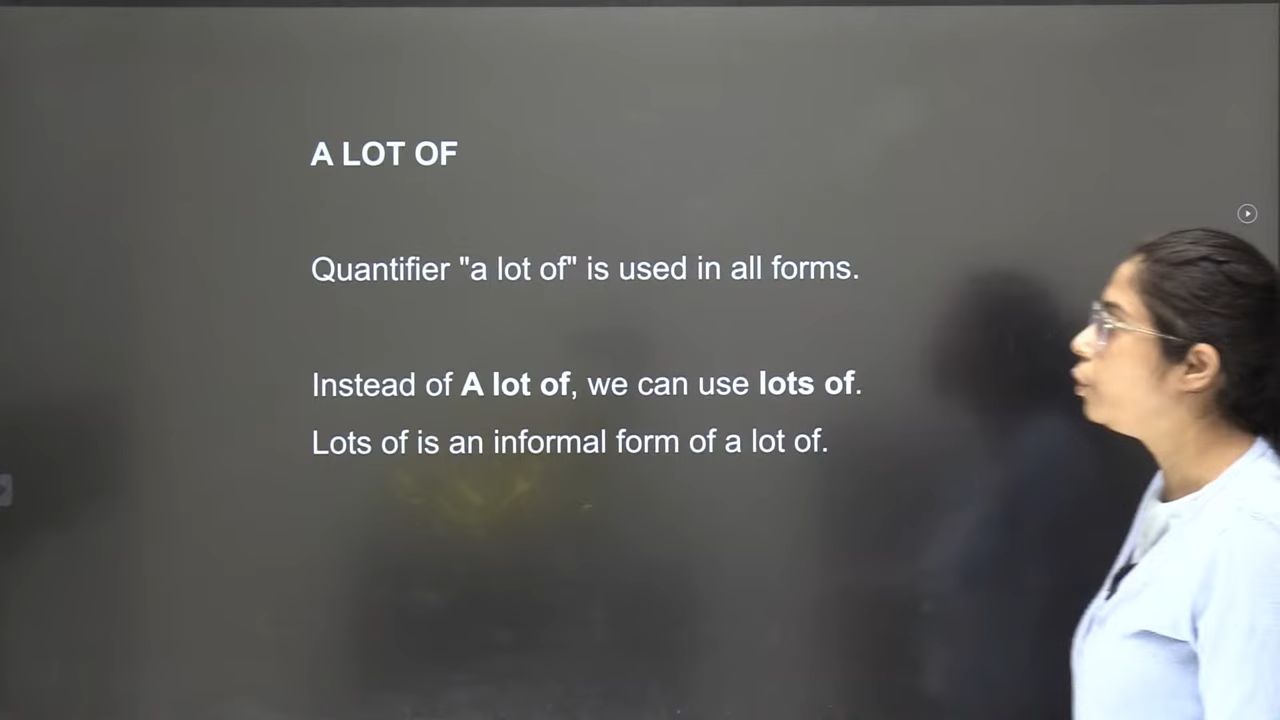 A LOT OF
Quantifier "a lot of" is used in all forms.
Instead of A lot of, we can use lots of.
Lots of is an informal form of a lot of.